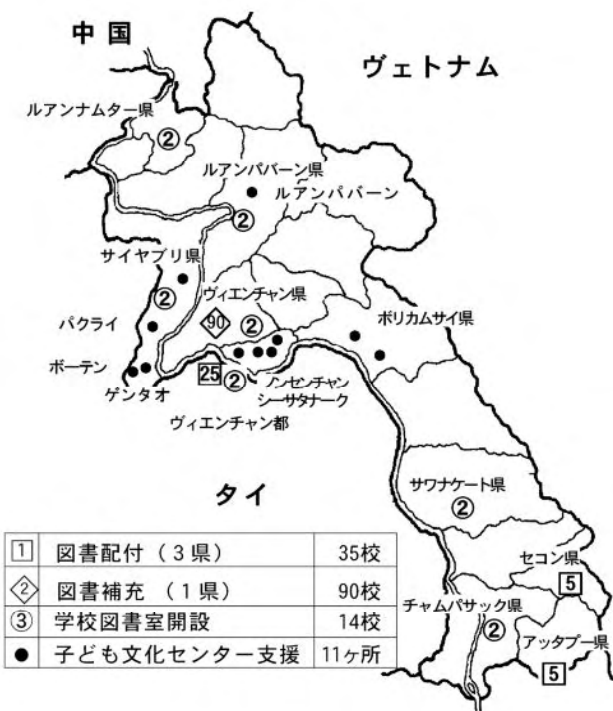 中国
ヴェトナム
ルアンナムター県
②
ルアンパバーン県
ルアンパバーン
②
サイヤブリ県
②
ヴィエンチャン県
90
②
ボリカムサイ県
パクライ
ボーテン
ゲンタオ
25
②
ノンセンチャン
シーサタナーク
ヴィエンチャン都
タイ
サワナケート県
②
セコン県
5
チャムパサック県
②
アッタプー県
5
1 図書配付(3県) 35校
2 図書補充 (1県) 90校
③ 学校図書室開設 14校
● 子ども文化センター支援 11ヶ所